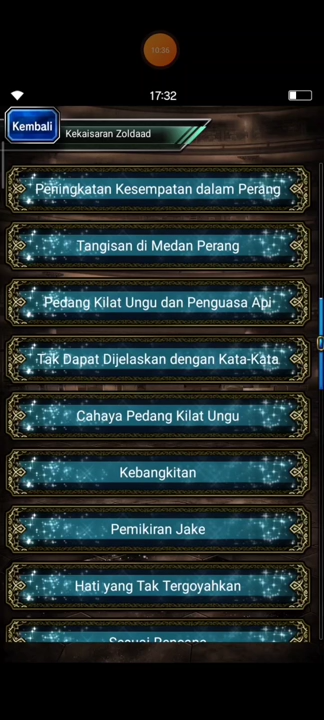 10:36
17:32
Kembali
Kekaisaran Zoldaad
Peningkatan Kesempatan dalam Perang
Tangisan di Medan Perang
Pedang Kilat Ungu dan Penguasa Api
Tak Dapat Dijelaskan dengan Kata-Kata
Cahaya Pedang Kilat Ungu
Kebangkitan
Pemikiran Jake
Hati yang Tak Tergoyahkan
Sesuai Rencana